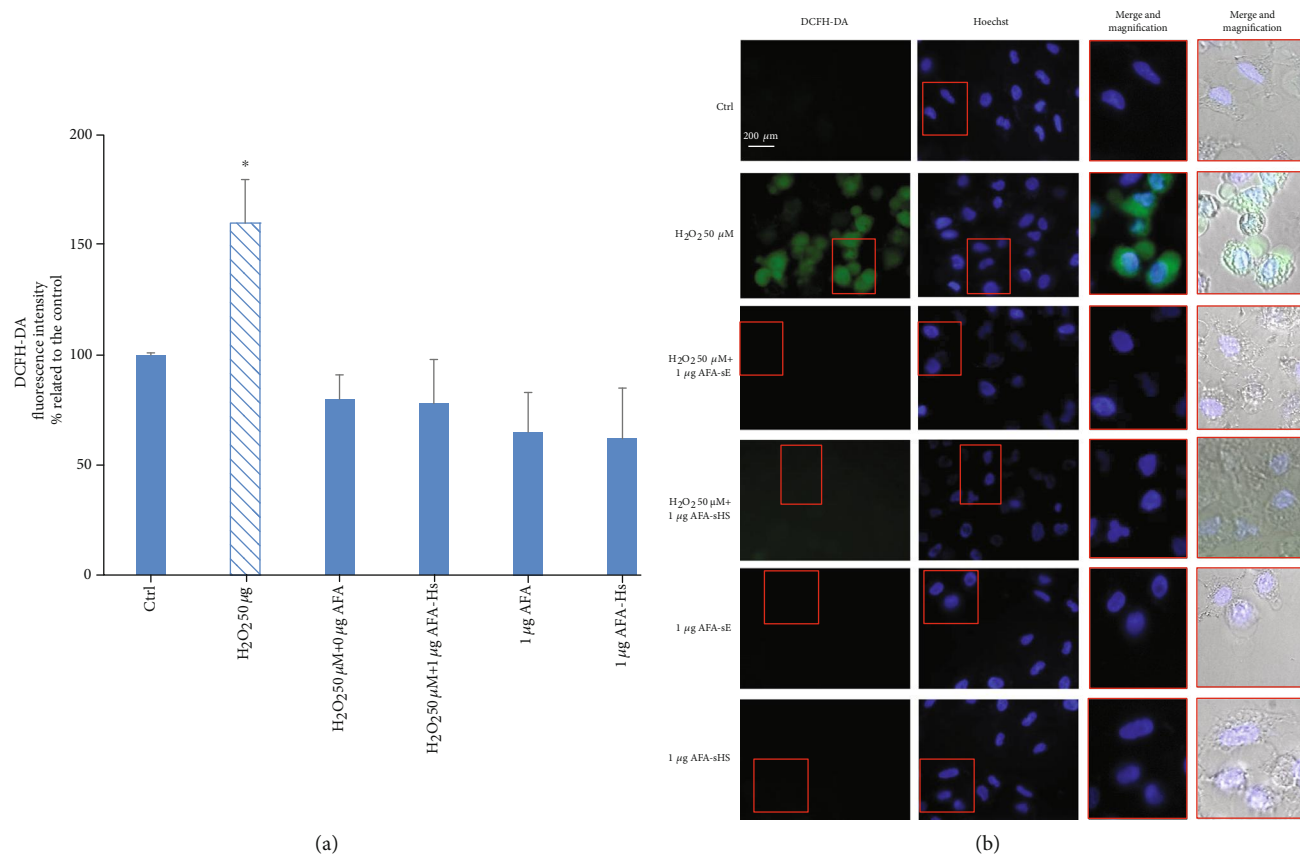 DCFH-DA
fluorescence intensity
% related to the control
200
150
100
50
0
*
Ctrl
H2O2 50 µg
H2O2 50 µM+0 µg AFA
H2O2 50 µM+1 µg AFA-Hs
1 µg AFA
1 µg AFA-Hs
(a)
DCFH-DA
Hoechst
Merge and
magnification
Merge and
magnification
Ctrl
200 µm
H2O2 50 µM
H2O2 50 µM+
1 µg AFA-sE
H2O2 50 µM+
1 µg AFA-sHS
1 µg AFA-sE
1 µg AFA-sHS
(b)